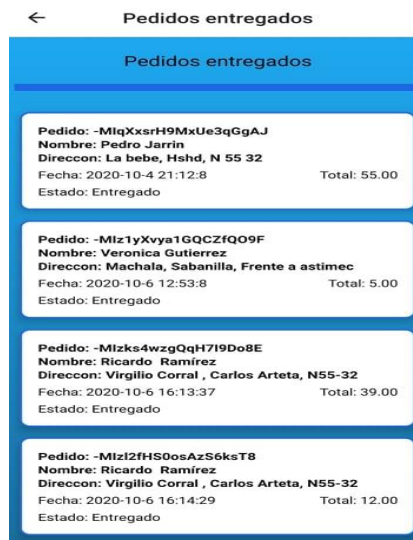 Pedidos entregados
Pedidos entregados
Pedido: -MIqXxsrH9MxUe3qGgAJ
Nombre: Pedro Jarrin
Direccon: La bebe, Hshd, N 55 32
Fecha: 2020-10-4 21:12:8 Total: 55.00
Estado: Entregado
Pedido: -MIz1yXvya1GQCZfQO9F
Nombre: Veronica Gutierrez
Direccon: Machala, Sabanilla, Frente a astimec
Fecha: 2020-10-6 12:53:8 Total: 5.00
Estado: Entregado
Pedido: -MIzks4wzgQqH7I9Do8E
Nombre: Ricardo Ramírez
Direccon: Virgilio Corral , Carlos Arteta, N55-32
Fecha: 2020-10-6 16:13:37 Total: 39.00
Estado: Entregado
Pedido: -MIzl2fHS0osAzS6ksT8
Nombre: Ricardo Ramírez
Direccon: Virgilio Corral , Carlos Arteta, N55-32
Fecha: 2020-10-6 16:14:29 Total: 12.00
Estado: Entregado